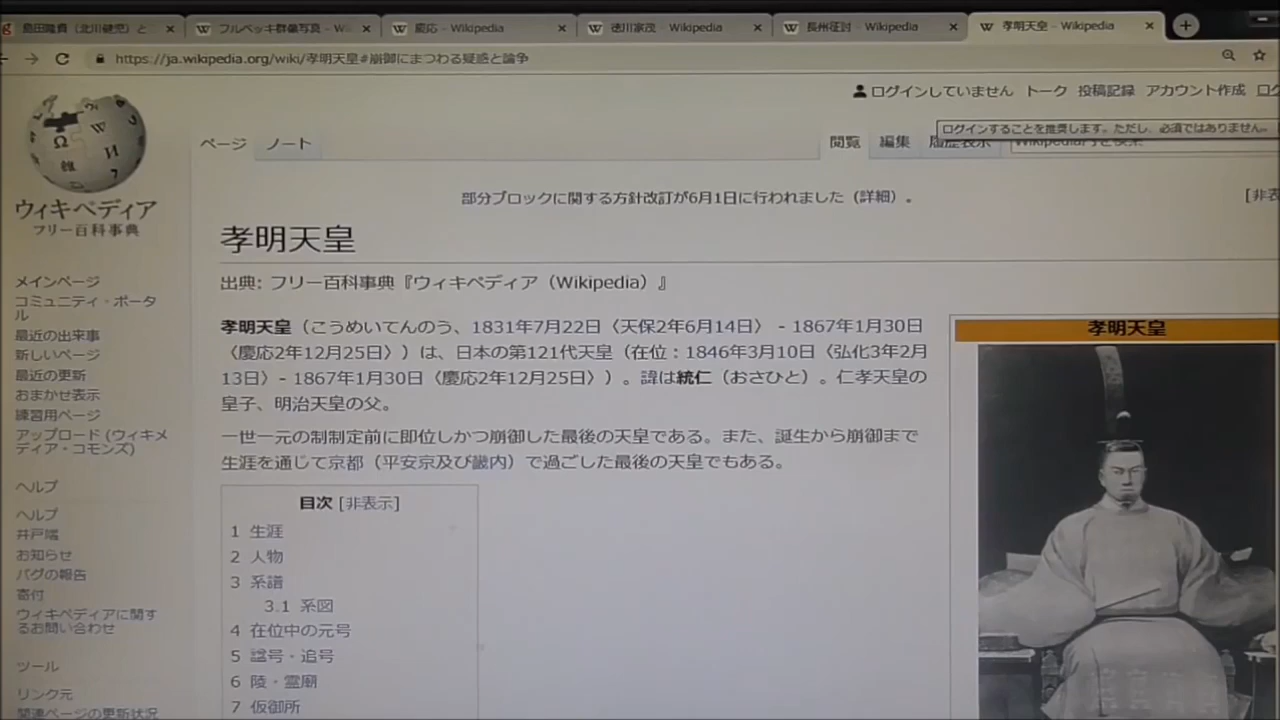 島田隆資（北川健児）と
フルベッキ群像写真 - W
慶応 - Wikipedia
徳川家茂 - Wikipedia
長州征討 - Wikipedia
孝明天皇 - Wikipedia
https://ja.wikipedia.org/wiki/孝明天皇#崩御にまつわる疑惑と論争
ログインしていません トーク 投稿記録 アカウント作成 ログ
ログインすることを推奨します。ただし、必須ではありません。
ページ ノート 閲覧 編集 履歴表示
部分ブロックに関する方針改訂が6月1日に行われました（詳細）。
[非表
ウィキペディア
フリー百科事典
メインページ
コミュニティ・ポータ
ル
最近の出来事
新しいページ
最近の更新
おまかせ表示
練習用ページ
アップロード (ウィキメ
ディア・コモンズ)
ヘルプ
ヘルプ
井戸端
お知らせ
バグの報告
寄付
ウィキペディアに関す
るお問い合わせ
ツール
リンク元
関連ページの更新状況
孝明天皇
出典: フリー百科事典『ウィキペディア（Wikipedia）』
孝明天皇（こうめいてんのう、1831年7月22日〈天保2年6月14日〉 - 1867年1月30日
〈慶応2年12月25日〉）は、日本の第121代天皇（在位：1846年3月10日〈弘化3年2月
13日〉- 1867年1月30日〈慶応2年12月25日〉）。諱は統仁（おさひと）。仁孝天皇の
皇子、明治天皇の父。
一世一元の制制定前に即位しかつ崩御した最後の天皇である。また、誕生から崩御まで
生涯を通じて京都（平安京及び畿内）で過ごした最後の天皇でもある。
目次 [非表示]
1 生涯
2 人物
3 系譜
3.1 系図
4 在位中の元号
5 諡号・追号
6 陵・霊廟
7 仮御所
孝明天皇